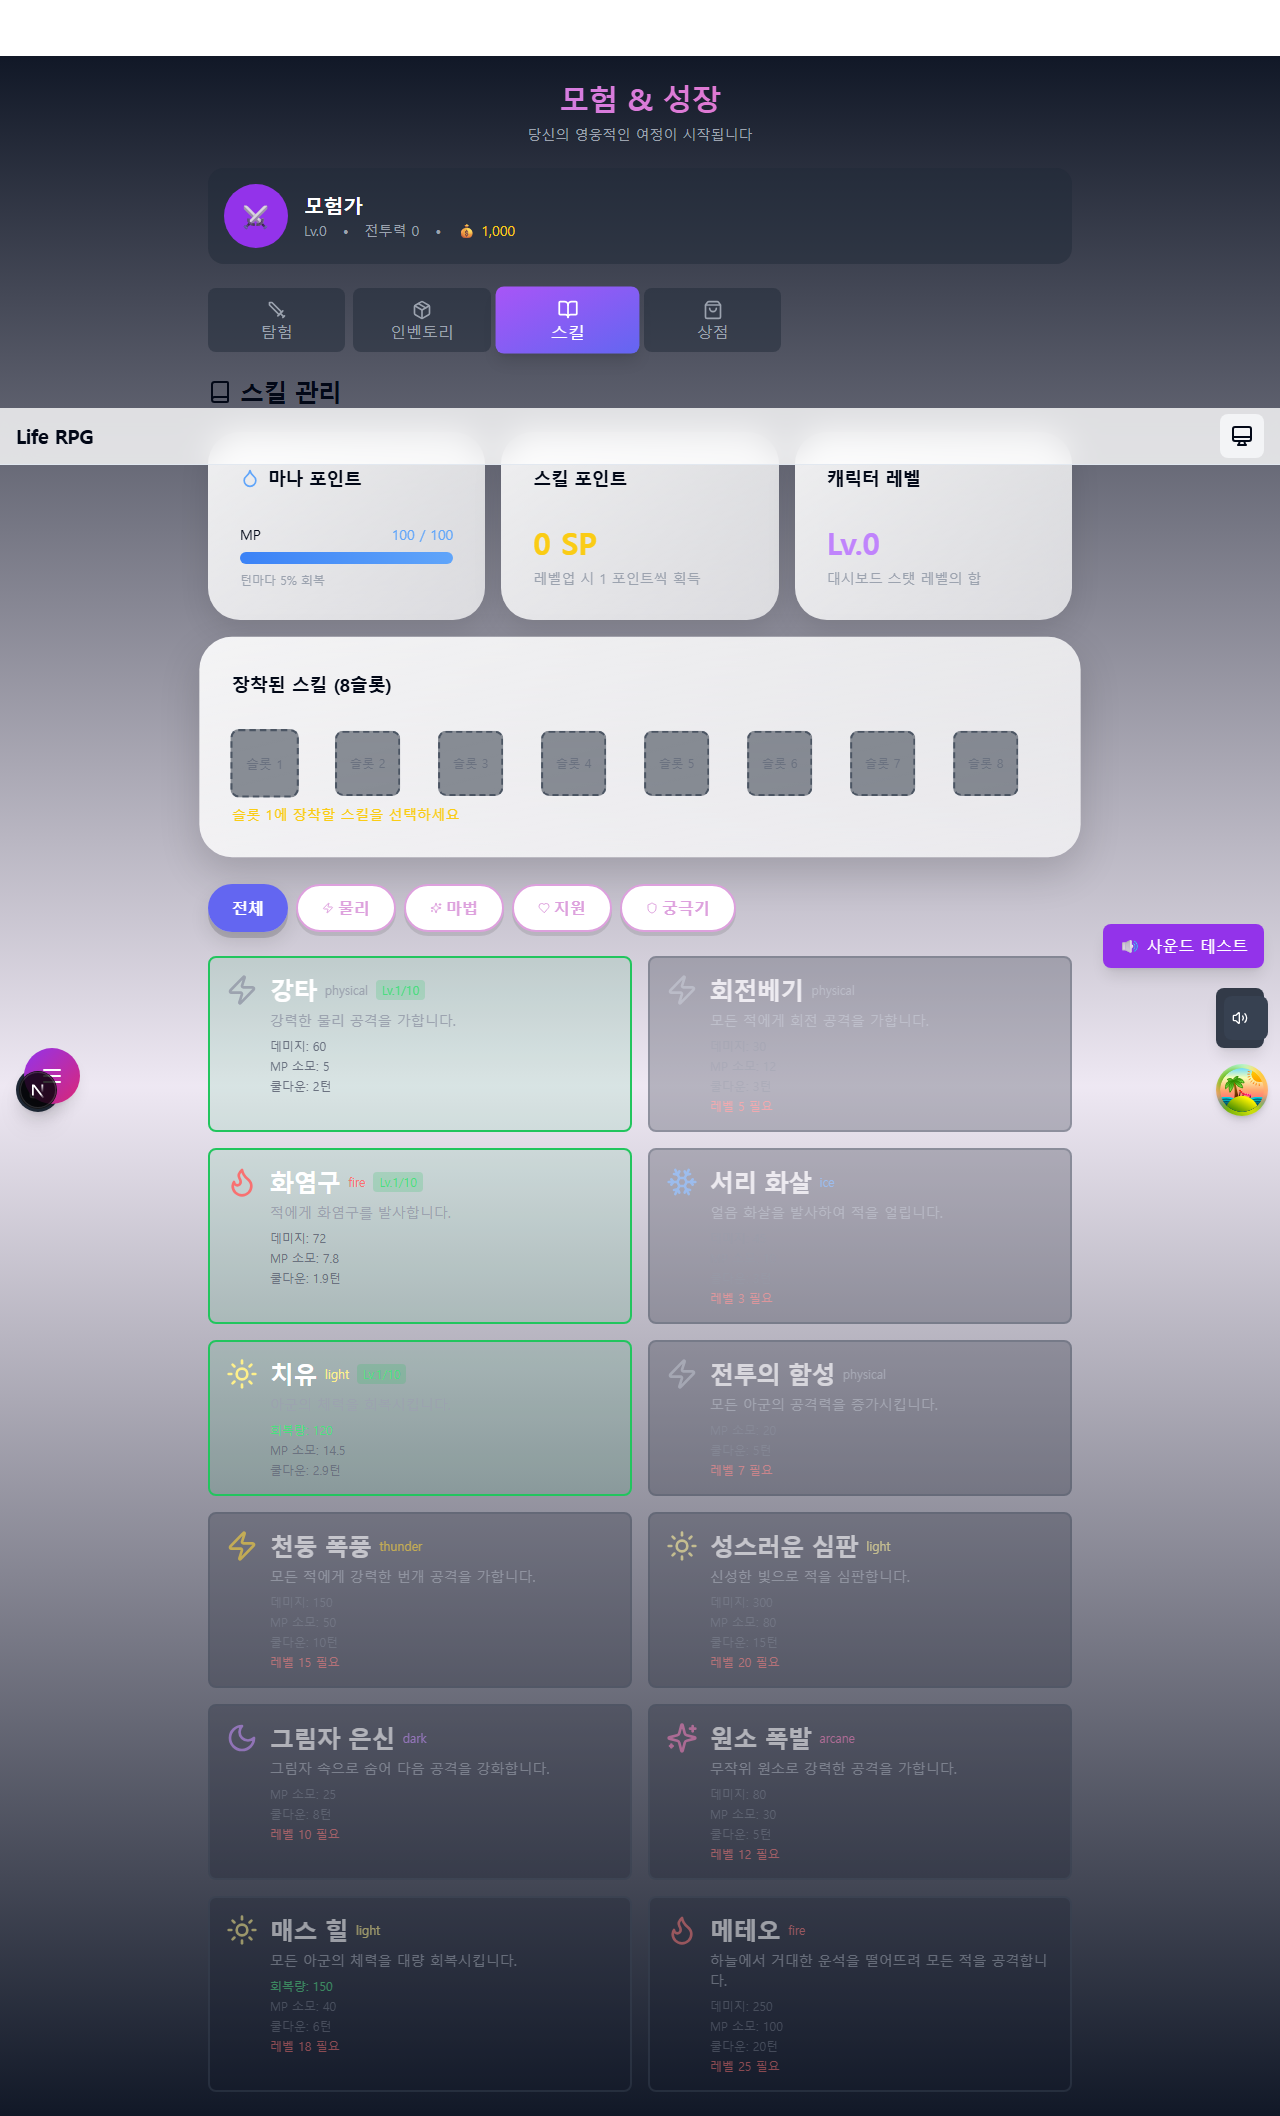 모험 & 성장
당신의 영웅적인 여정이 시작됩니다
모험가
Lv.0 • 전투력 0 • 1,000
탐험
인벤토리
스킬
상점
스킬 관리
Life RPG
마나 포인트
MP 100 / 100
턴마다 5% 회복
스킬 포인트
0 SP
레벨업 시 1 포인트씩 획득
캐릭터 레벨
Lv.0
대시보드 스탯 레벨의 합
장착된 스킬 (8슬롯)
슬롯 1
슬롯 2
슬롯 3
슬롯 4
슬롯 5
슬롯 6
슬롯 7
슬롯 8
슬롯 1에 장착할 스킬을 선택하세요
전체
물리
마법
지원
궁극기
사운드 테스트
강타 physical Lv.1/10
강력한 물리 공격을 가합니다.
데미지: 60
MP 소모: 5
쿨다운: 2턴
회전베기 physical
모든 적에게 회전 공격을 가합니다.
레벨 5 필요
N
화염구 fire Lv.1/10
적에게 화염구를 발사합니다.
데미지: 72
MP 소모: 7.8
쿨다운: 1.9턴
서리 화살 ice
얼음 화살을 발사하여 적을 얼립니다.
레벨 3 필요
치유 light
회복량: 120
MP 소모: 14.5
쿨다운: 2.9턴
전투의 함성 physical
모든 아군의 공격력을 증가시킵니다.
MP 소모: 20
쿨다운: 5턴
레벨 7 필요
천둥 폭풍 thunder
모든 적에게 강력한 번개 공격을 가합니다.
데미지: 150
MP 소모: 50
쿨다운: 10턴
레벨 15 필요
성스러운 심판 light
신성한 빛으로 적을 심판합니다.
데미지: 300
MP 소모: 80
쿨다운: 15턴
레벨 20 필요
그림자 은신 dark
그림자 속으로 숨어 다음 공격을 강화합니다.
MP 소모: 25
쿨다운: 8턴
레벨 10 필요
원소 폭발 arcane
무작위 원소로 강력한 공격을 가합니다.
데미지: 80
MP 소모: 30
쿨다운: 5턴
레벨 12 필요
매스 힐 light
모든 아군의 체력을 대량 회복시킵니다.
회복량: 150
MP 소모: 40
쿨다운: 6턴
레벨 18 필요
메테오 fire
하늘에서 거대한 운석을 떨어뜨려 모든 적을 공격합니
다.
데미지: 250
MP 소모: 100
쿨다운: 20턴
레벨 25 필요